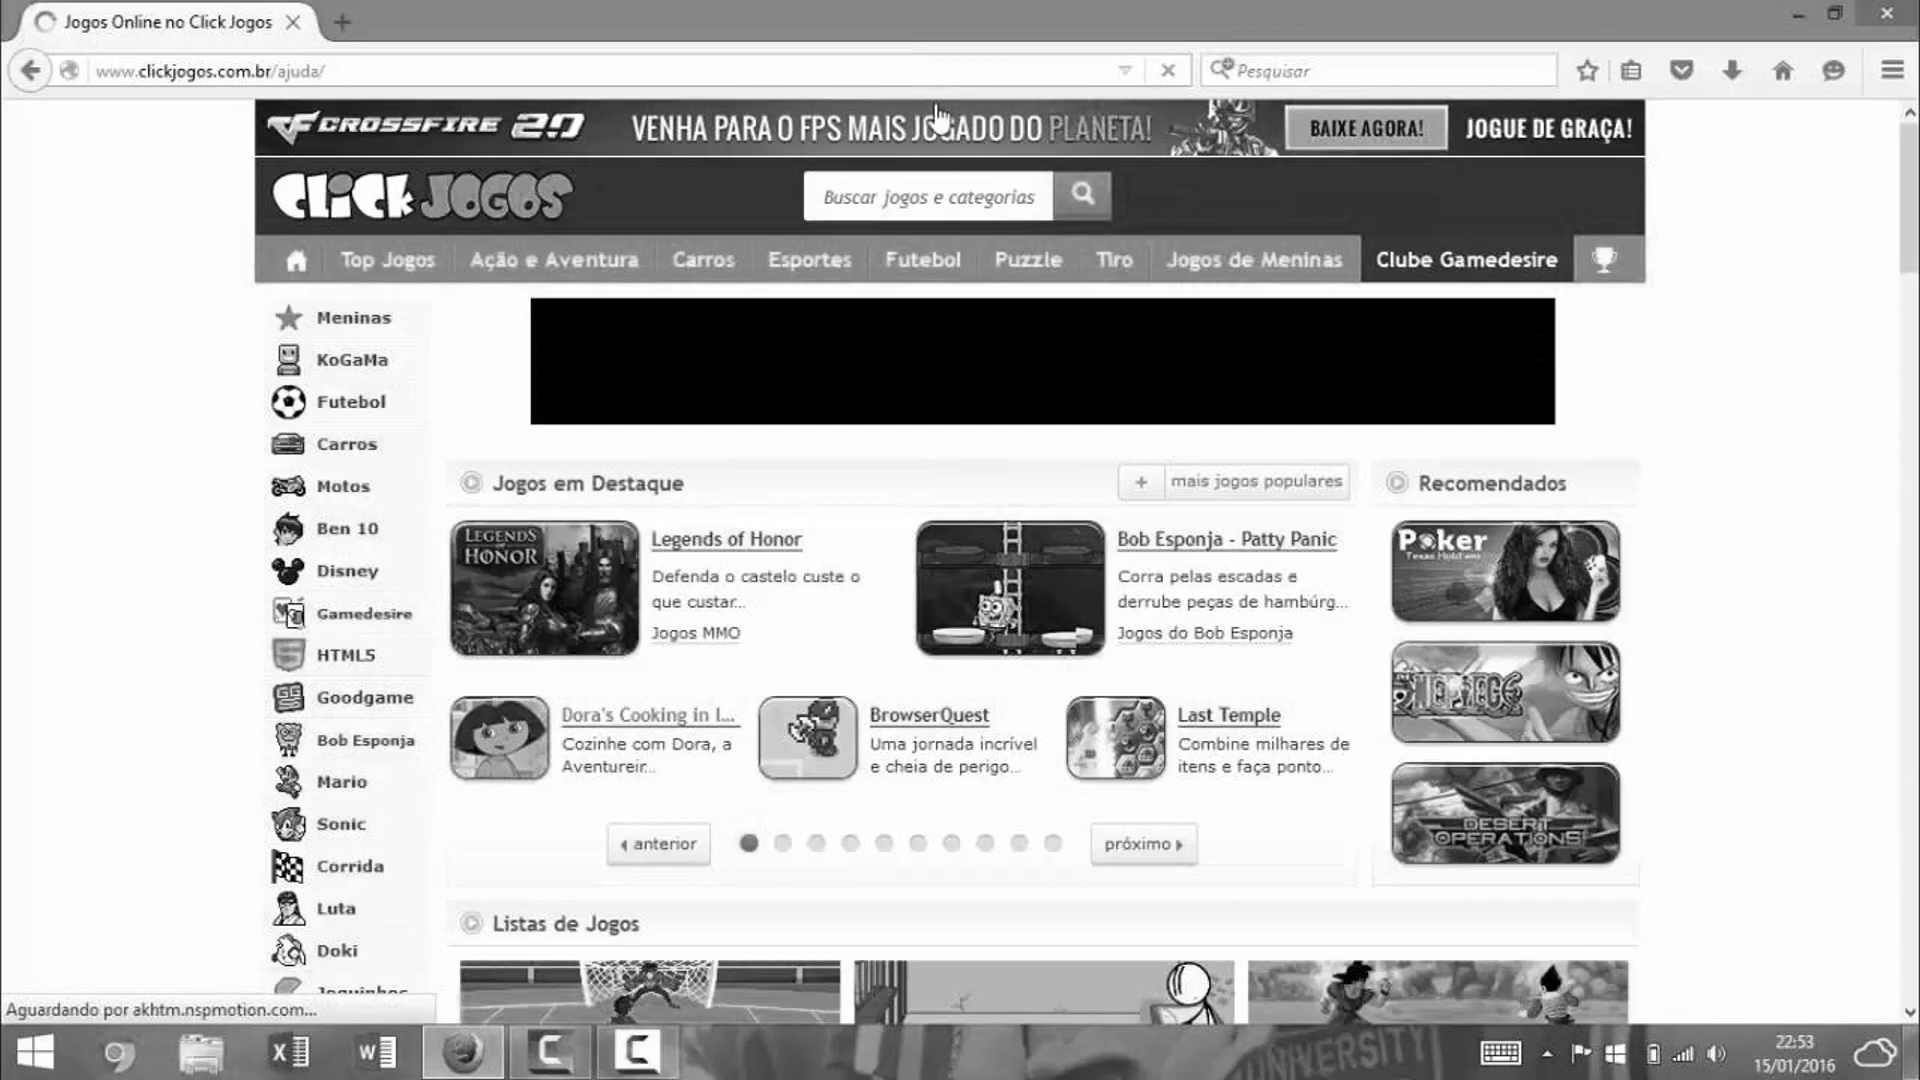 Jogos Online no Click Jogos
www.clickjogos.com.br/ajuda/
Pesquisar
CROSSFIRE 2.0
VENHA PARA O FPS MAIS JOGADO DO PLANETA!
BAIXE AGORA!
JOGUE DE GRAÇA!
CLICK JOGOS
Buscar jogos e categorias
Top Jogos
Ação e Aventura
Carros
Esportes
Futebol
Puzzle
Tiro
Jogos de Meninas
Clube Gamedesire
Meninas
KoGaMa
Futebol
Carros
Motos
Ben 10
Disney
Gamedesire
HTML5
Goodgame
Bob Esponja
Mario
Sonic
Corrida
Luta
Doki
Joguinhos
Jogos em Destaque
+ mais jogos populares
LEGENDS OF HONOR
Legends of Honor
Defenda o castelo custe o
que custar...
Jogos MMO
Bob Esponja - Patty Panic
Corra pelas escadas e
derrube peças de hambúrg...
Jogos do Bob Esponja
Dora's Cooking in l...
Cozinhe com Dora, a
Aventureir...
BrowserQuest
Uma jornada incrível
e cheia de perigo...
Last Temple
Combine milhares de
itens e faça ponto...
anterior
próximo
Recomendados
Poker
Texas Hold'em
ONE PIECE
DESERT
OPERATIONS
Listas de Jogos
Aguardando por akhtm.nspmotion.com...
UNIVERSITY
22:53
15/01/2016